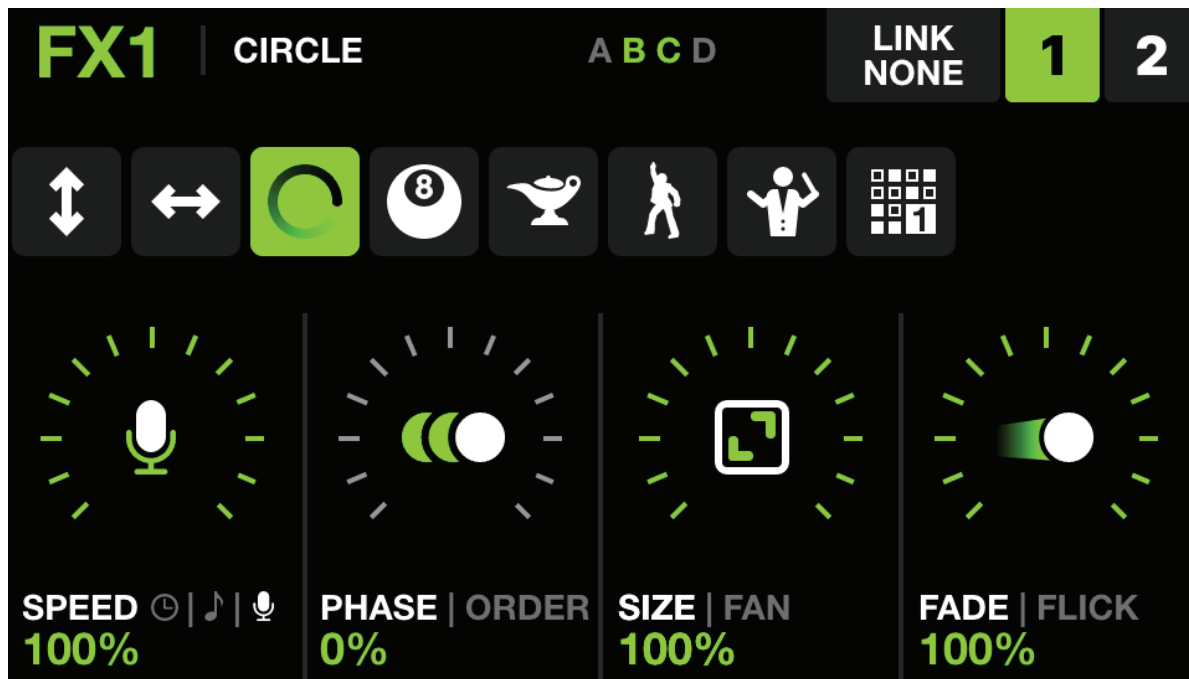 FX1 | CIRCLE
A B C D
LINK
NONE
1
2
8
1
SPEED | |
100%
PHASE | ORDER
0%
SIZE | FAN
100%
FADE | FLICK
100%